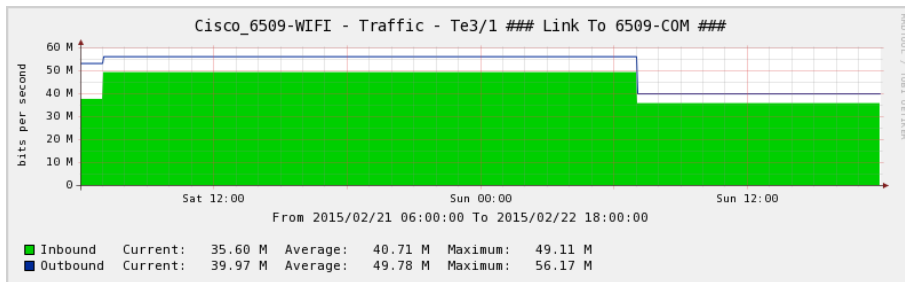 Cisco_6509-WIFI - Traffic - Te3/1 ### Link To 6509-COM ###
RRDTOOL / TOBI OETIKER
bits per second
60 M
50 M
40 M
30 M
20 M
10 M
0
Sat 12:00 Sun 00:00 Sun 12:00
From 2015/02/21 06:00:00 To 2015/02/22 18:00:00
Inbound Current: 35.60 M Average: 40.71 M Maximum: 49.11 M
Outbound Current: 39.97 M Average: 49.78 M Maximum: 56.17 M